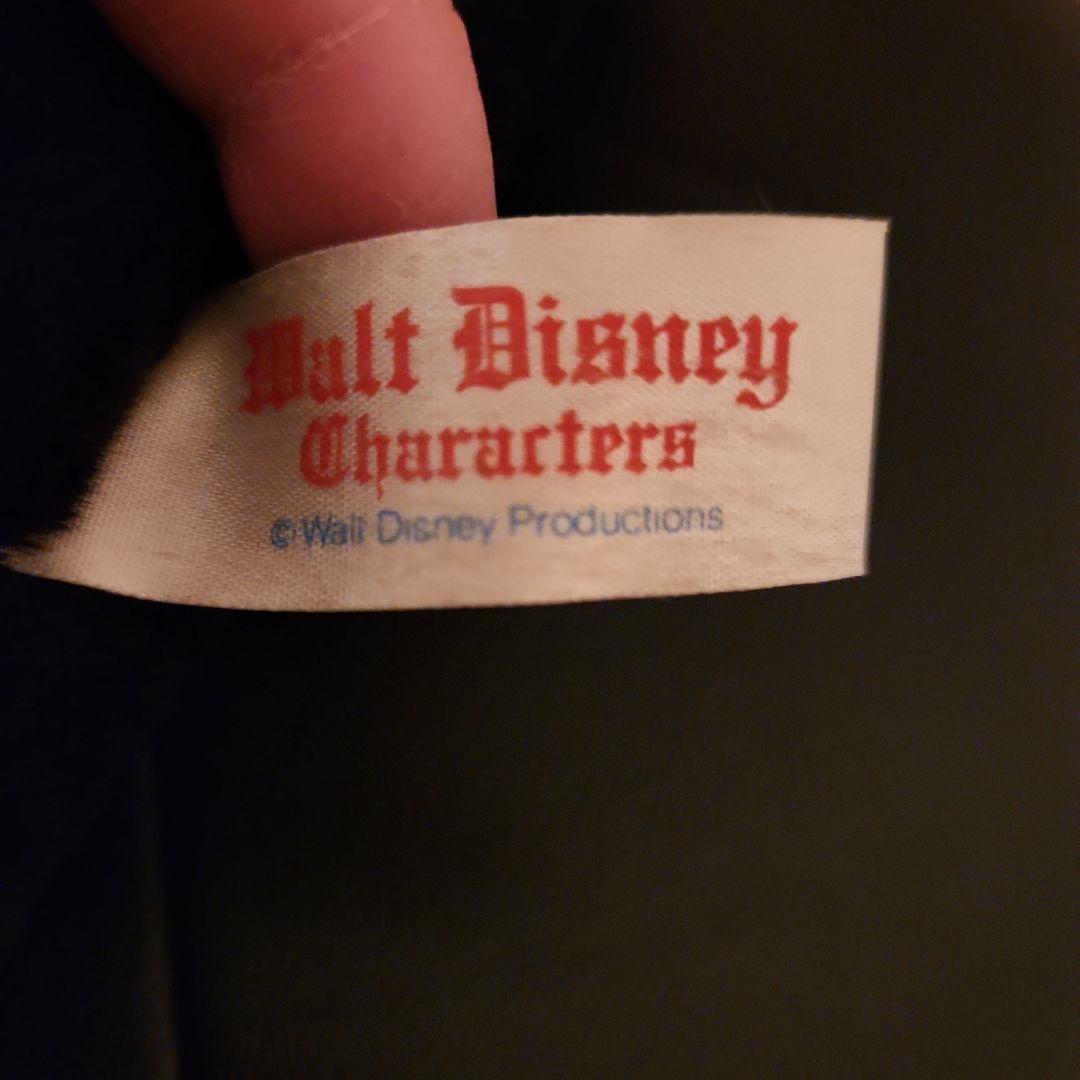 Walt Disney
Characters
© Walt Disney Productions